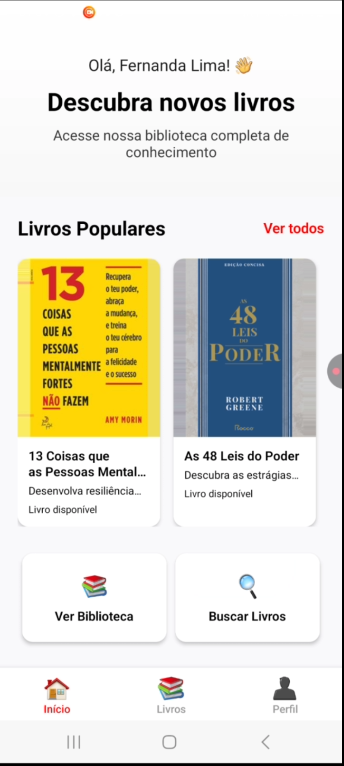 Olá, Fernanda Lima! 👋
Descubra novos livros
Acesse nossa biblioteca completa de
conhecimento
Livros Populares
Ver todos
13
COISAS
QUE AS
PESSOAS
MENTALMENTE
FORTES
NÃO FAZEM
Recupera
o teu poder,
abraça
a mudança,
e treina
o teu cérebro
para
a felicidade
e o sucesso
AMY MORIN
EDIÇÃO CONCISA
AS
48
LEIS
DO
PODER
ROBERT
GREENE
13 Coisas que
as Pessoas Mental...
Desenvolva resiliência...
Livro disponível
As 48 Leis do Poder
Descubra as estrágias...
Livro disponível
Ver Biblioteca
Buscar Livros
Início
Livros
Perfil